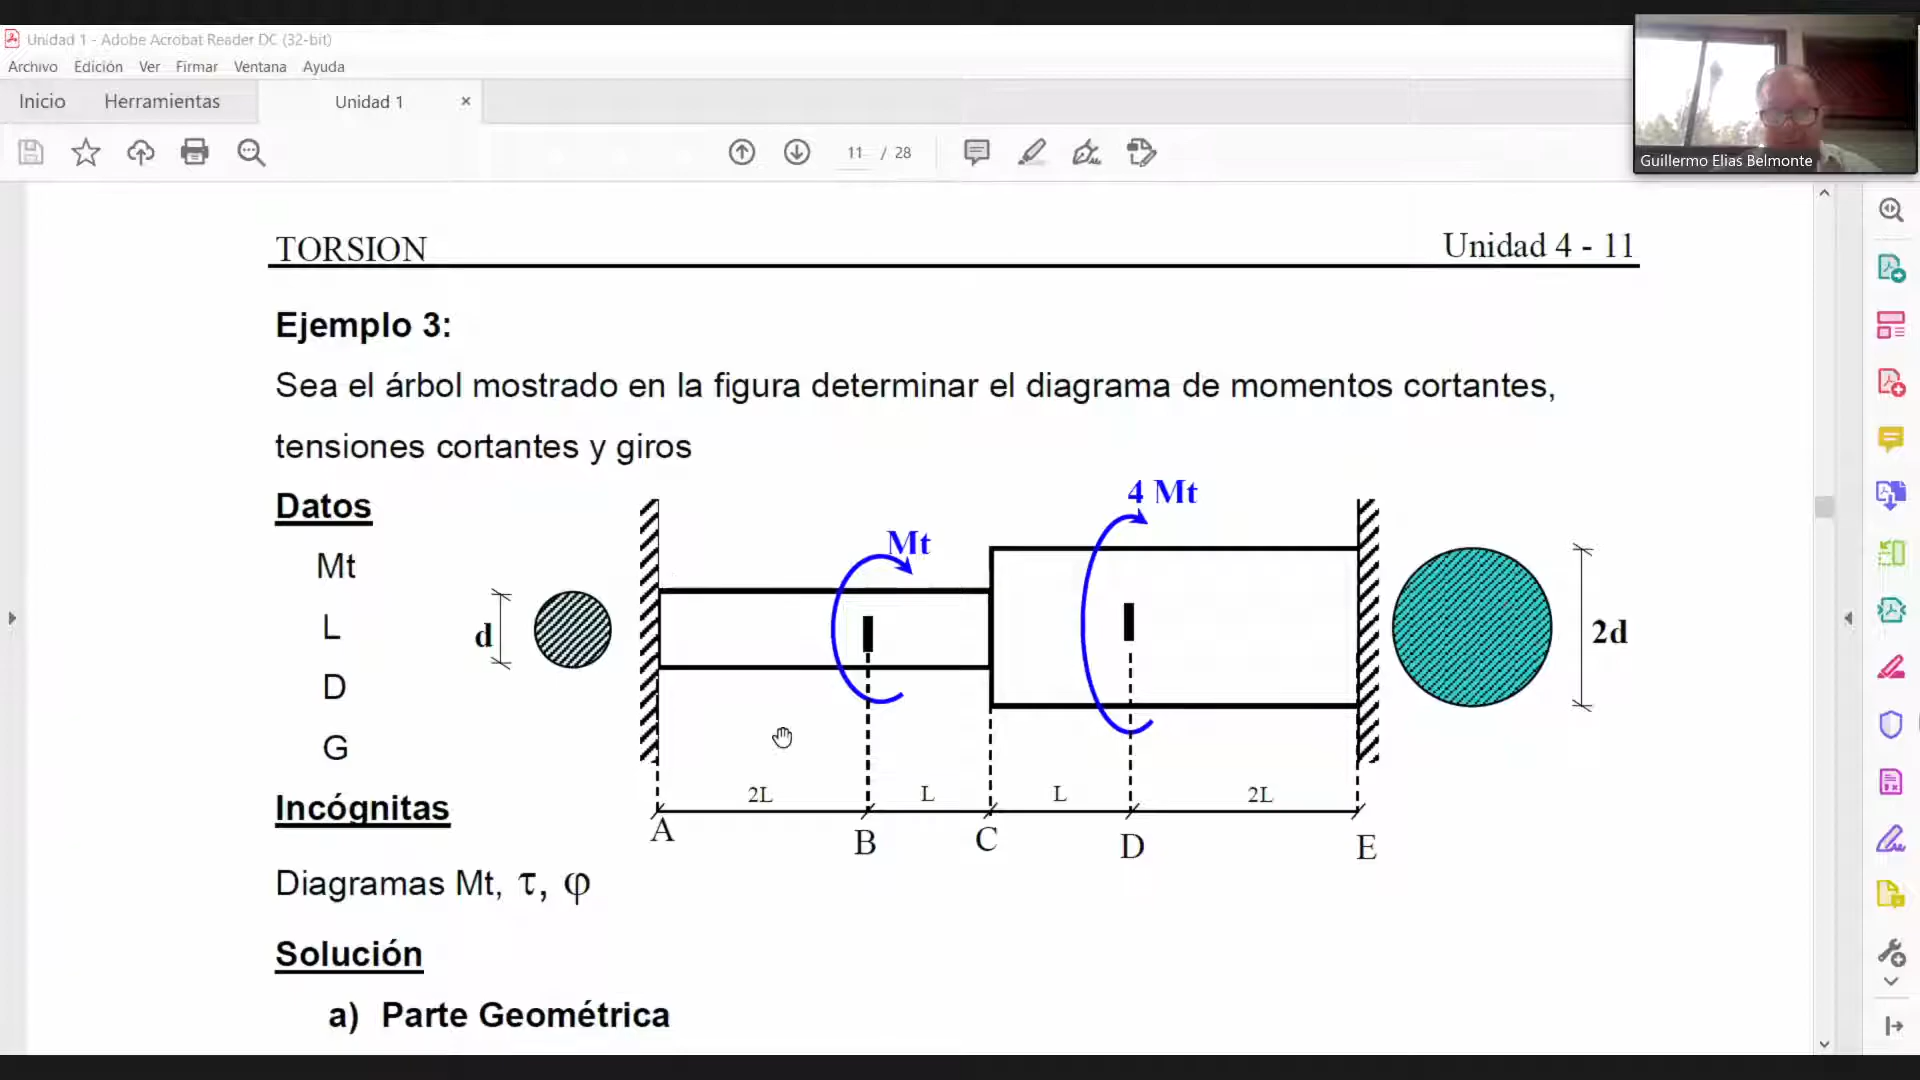 Unidad 1 - Adobe Acrobat Reader DC (32-bit)
Archivo Edición Ver Firmar Ventana Ayuda
Inicio Herramientas Unidad 1 ×
11 / 28
Guillermo Elias Belmonte
TORSION Unidad 4 - 11
Ejemplo 3:
Sea el árbol mostrado en la figura determinar el diagrama de momentos cortantes,
tensiones cortantes y giros
Datos
Mt
L
D
G
4 Mt
Mt
d
2d
2L L L 2L
A B C D E
Incógnitas
Diagramas Mt, τ, φ
Solución
a) Parte Geométrica